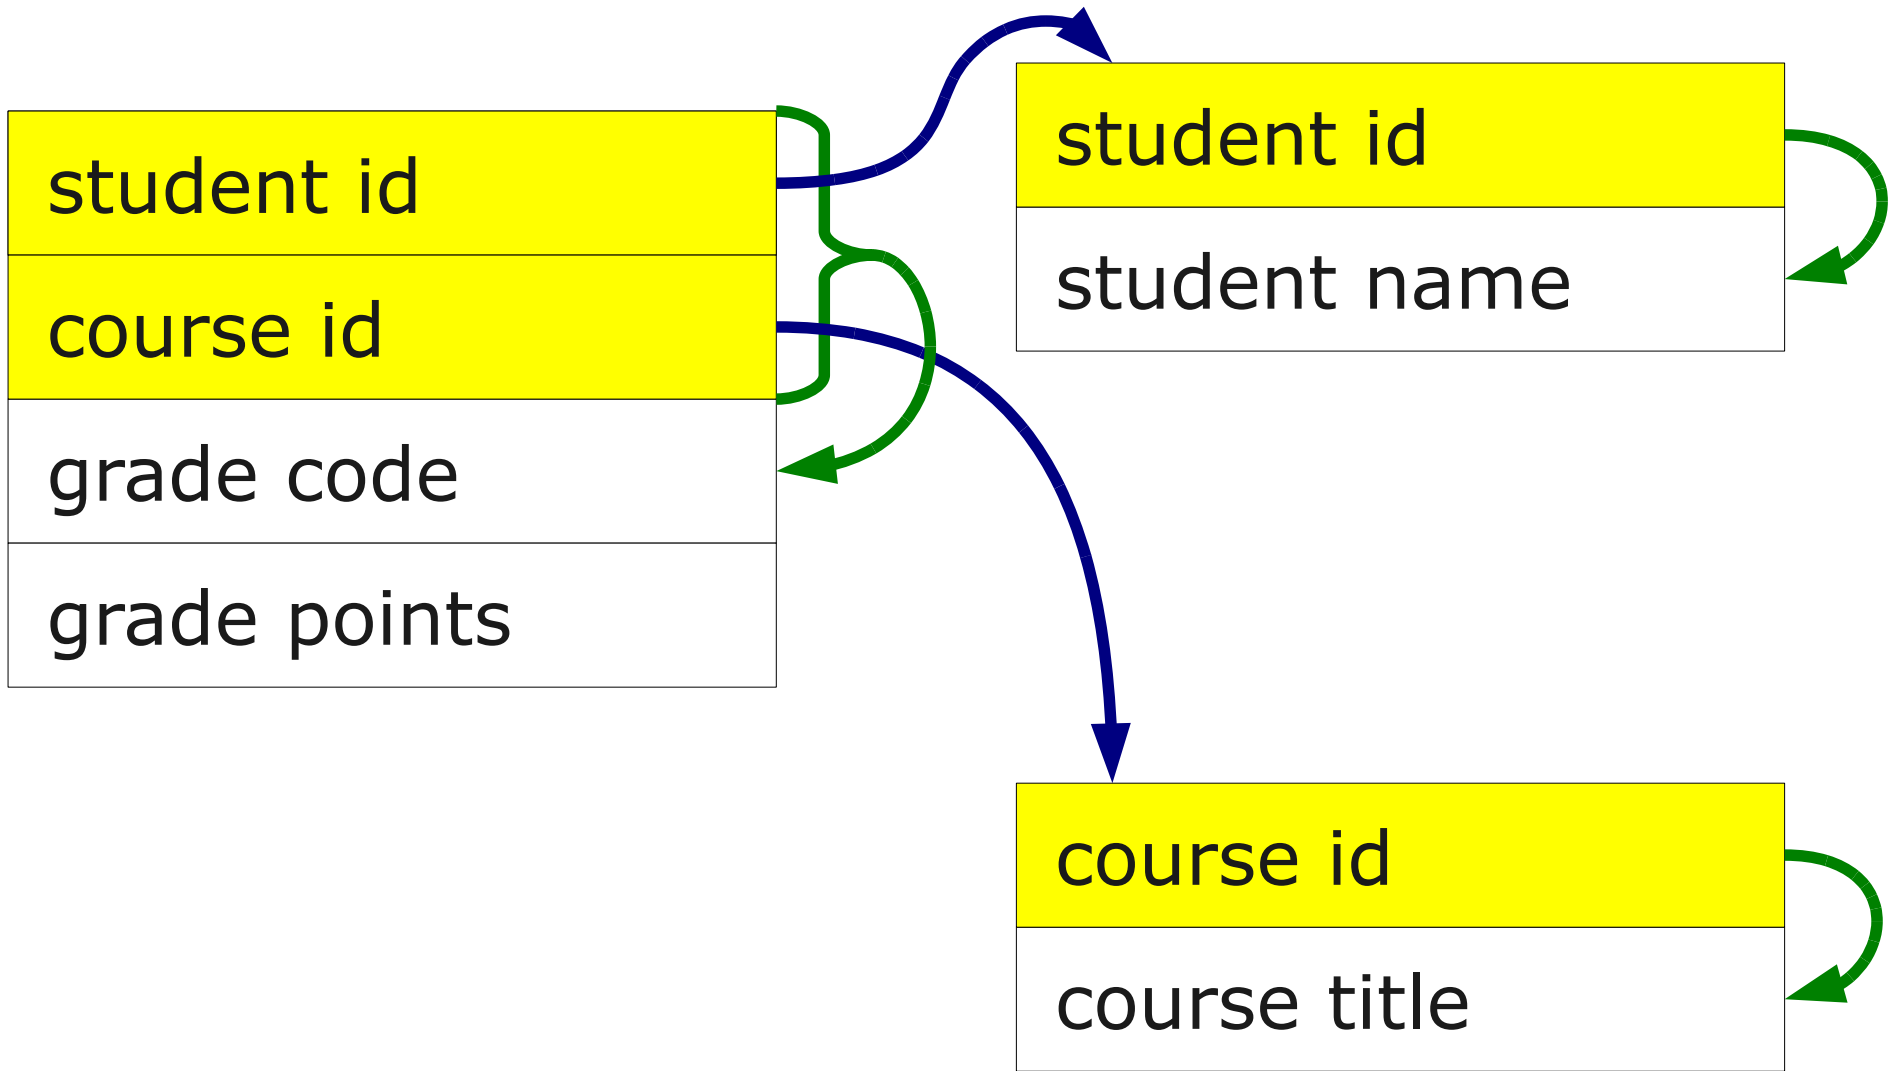 student id
course id
grade code
grade points
student id
student name
course id
course title